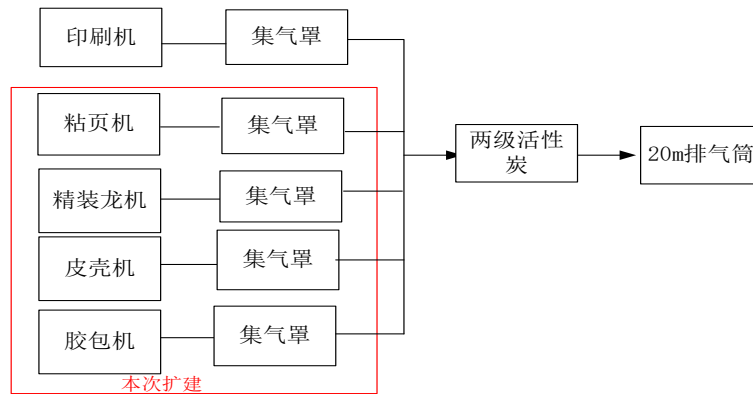 印刷机
集气罩
粘页机
集气罩
精装龙机
集气罩
皮壳机
集气罩
胶包机
集气罩
本次扩建
两级活性
炭
20m排气筒